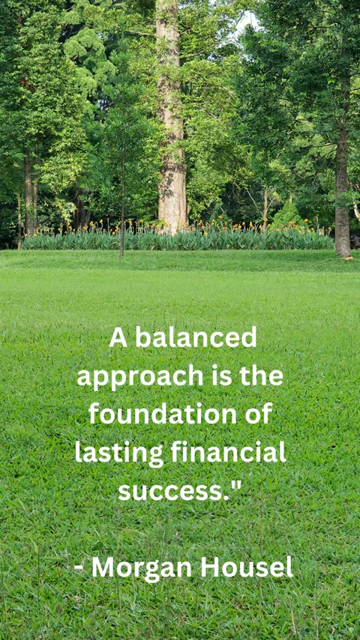 A balanced
approach is the
foundation of
lasting financial
success."
- Morgan Housel